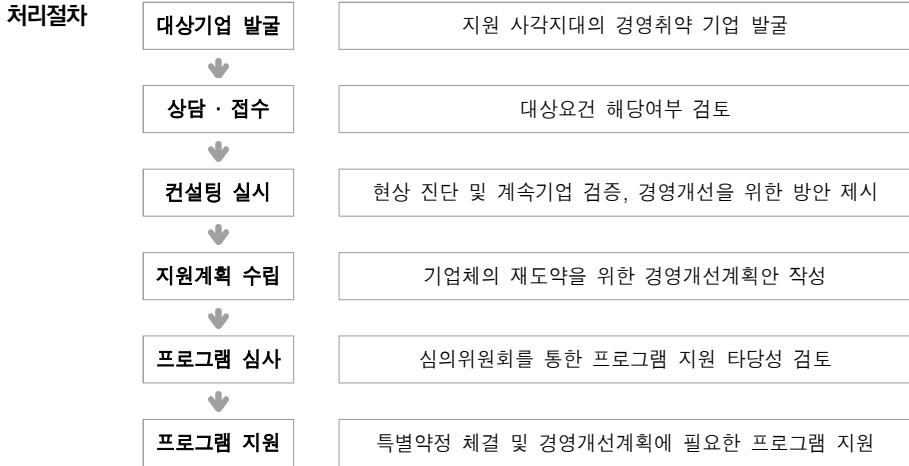 처리절차
대상기업 발굴
지원 사각지대의 경영취약 기업 발굴
상담 · 접수
대상요건 해당여부 검토
컨설팅 실시
현상 진단 및 계속기업 검증, 경영개선을 위한 방안 제시
지원계획 수립
기업체의 재도약을 위한 경영개선계획안 작성
프로그램 심사
심의위원회를 통한 프로그램 지원 타당성 검토
프로그램 지원
특별약정 체결 및 경영개선계획에 필요한 프로그램 지원